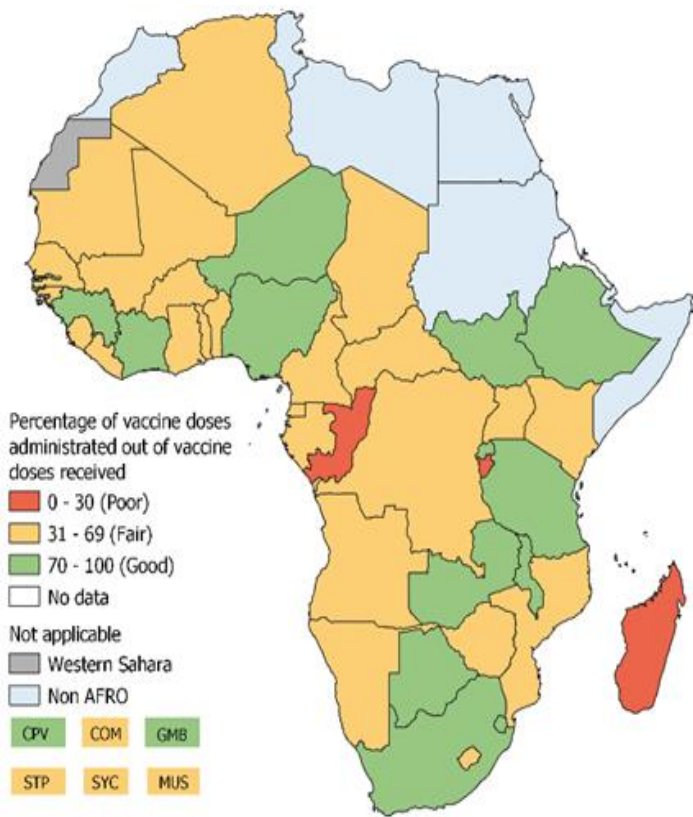 Percentage of vaccine doses
administrated out of vaccine
doses received
0 - 30 (Poor)
31 - 69 (Fair)
70 - 100 (Good)
No data
Not applicable
Western Sahara
Non AFRO
CPV COM GMB
STP SYC MUS